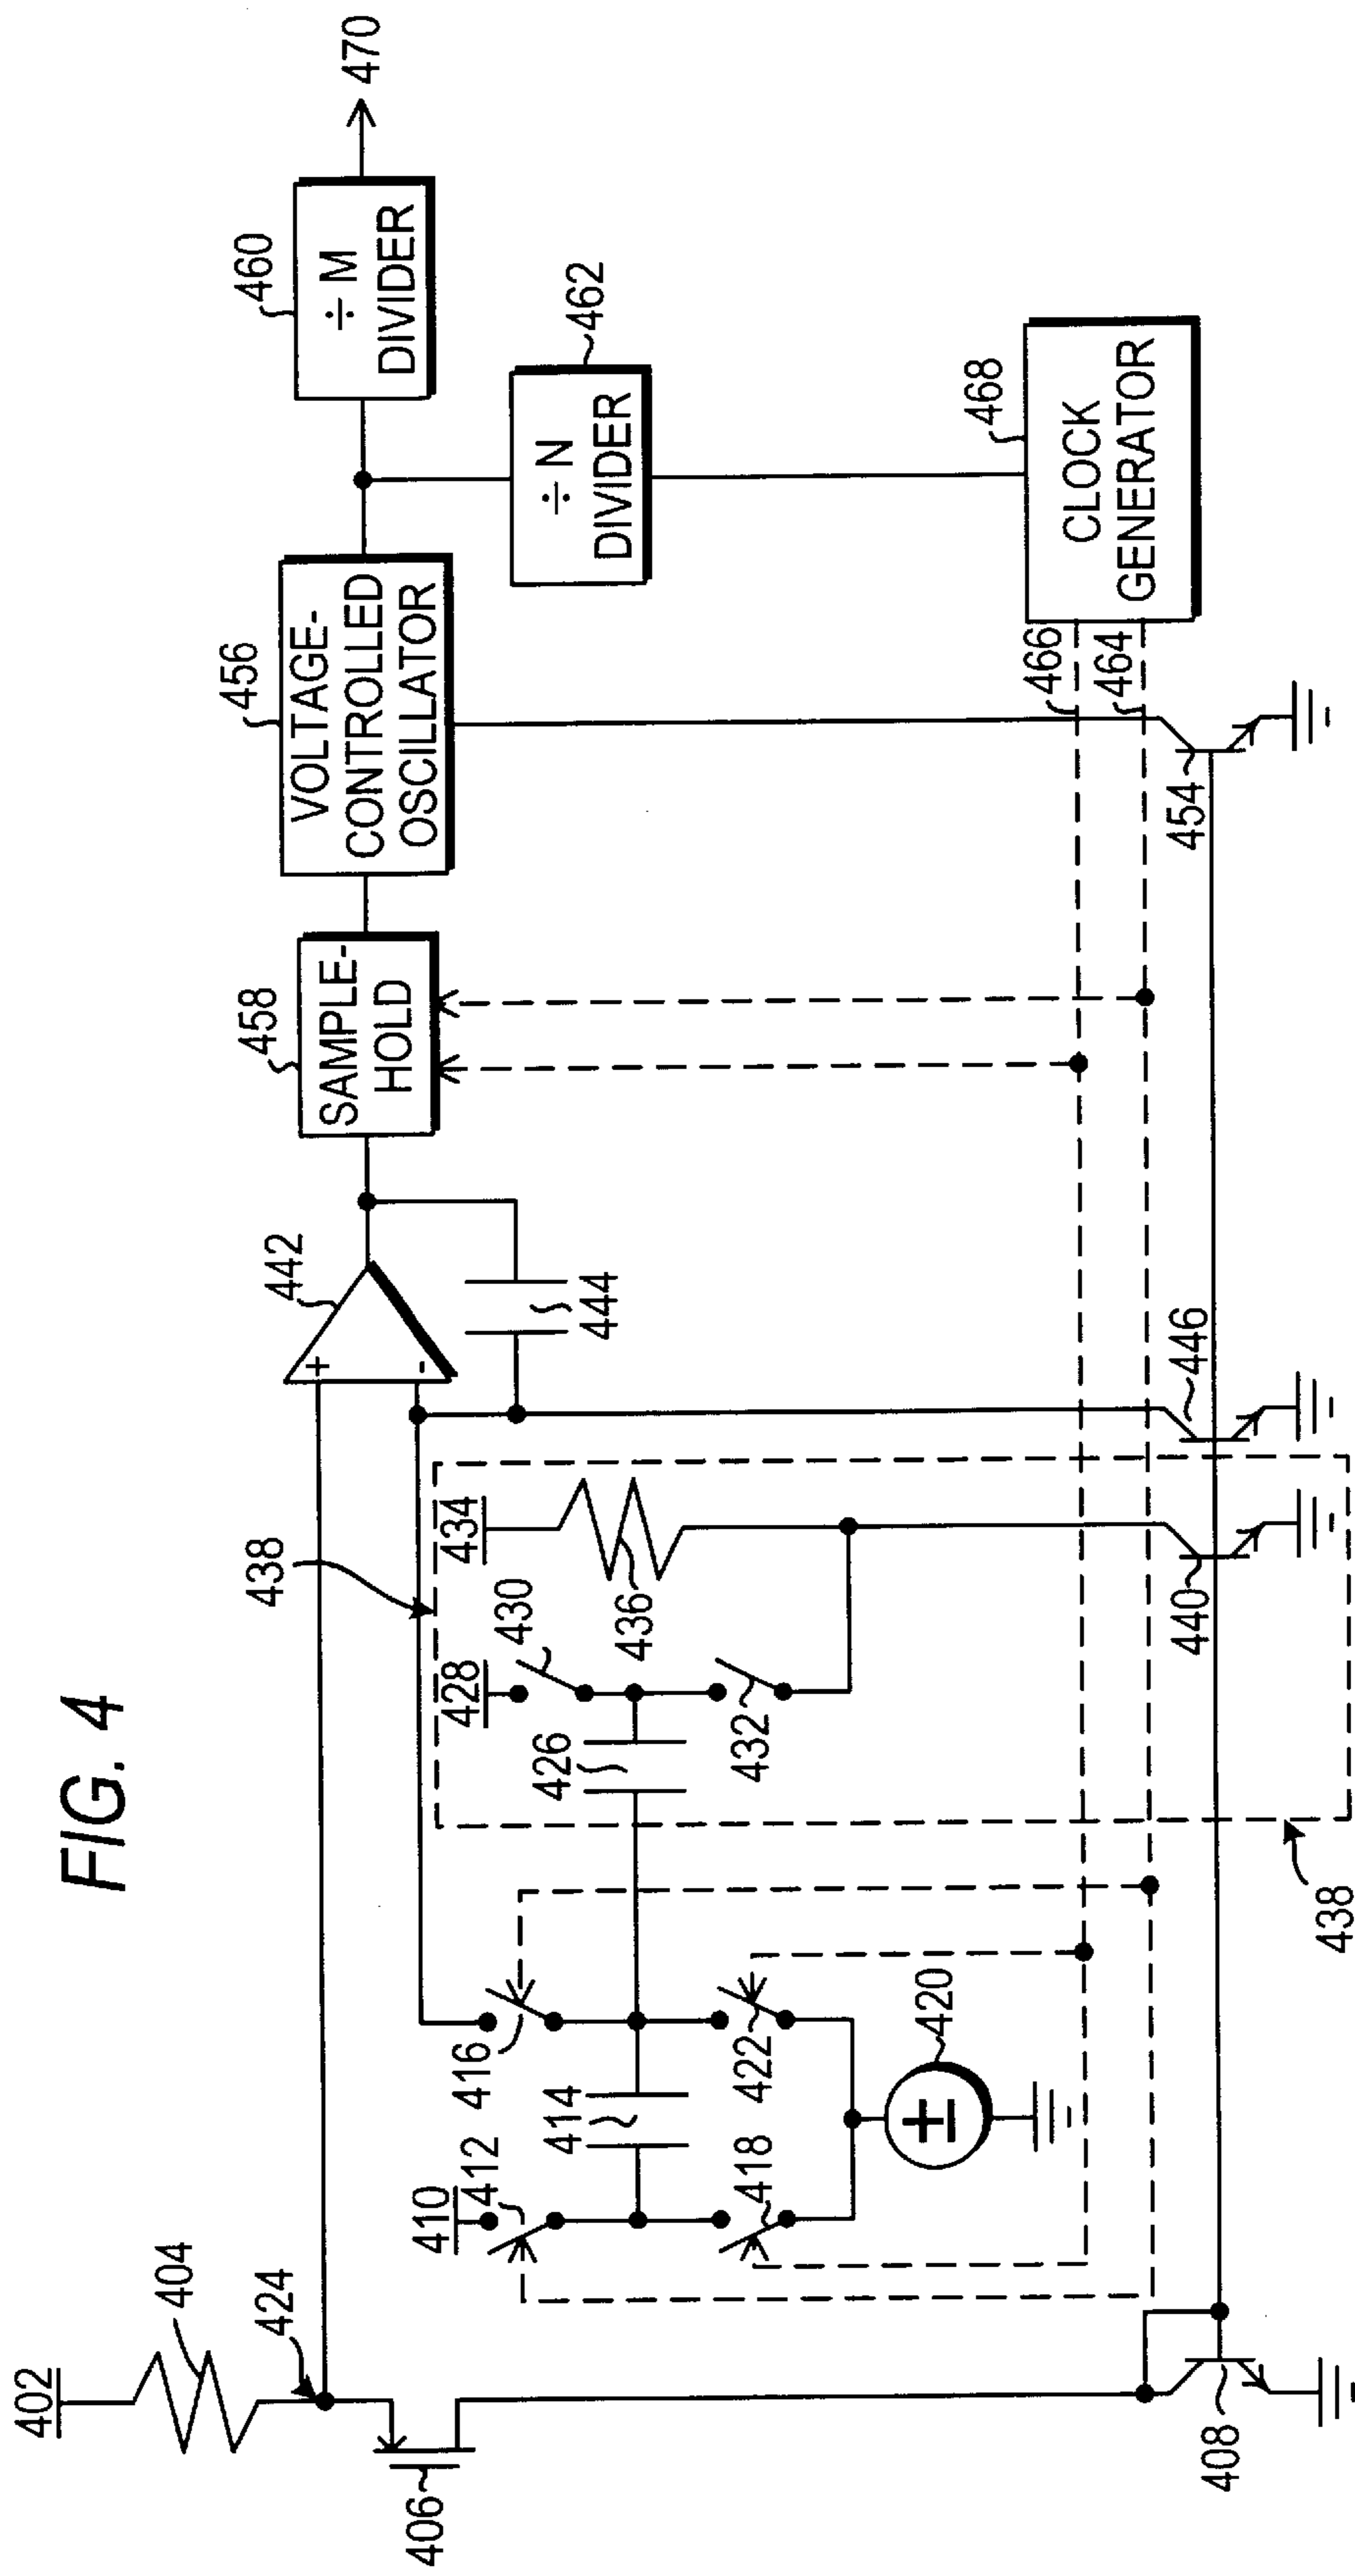 FIG. 4
402
404
424
406
408
410
412
414
416
418
420
422
426
428
430
432
434
436
438
438
440
442
+
-
444
446
454
458
SAMPLE-
HOLD
456
VOLTAGE-
CONTROLLED
OSCILLATOR
460
÷ M
DIVIDER
470
462
÷ N
DIVIDER
468
CLOCK
GENERATOR
466
464